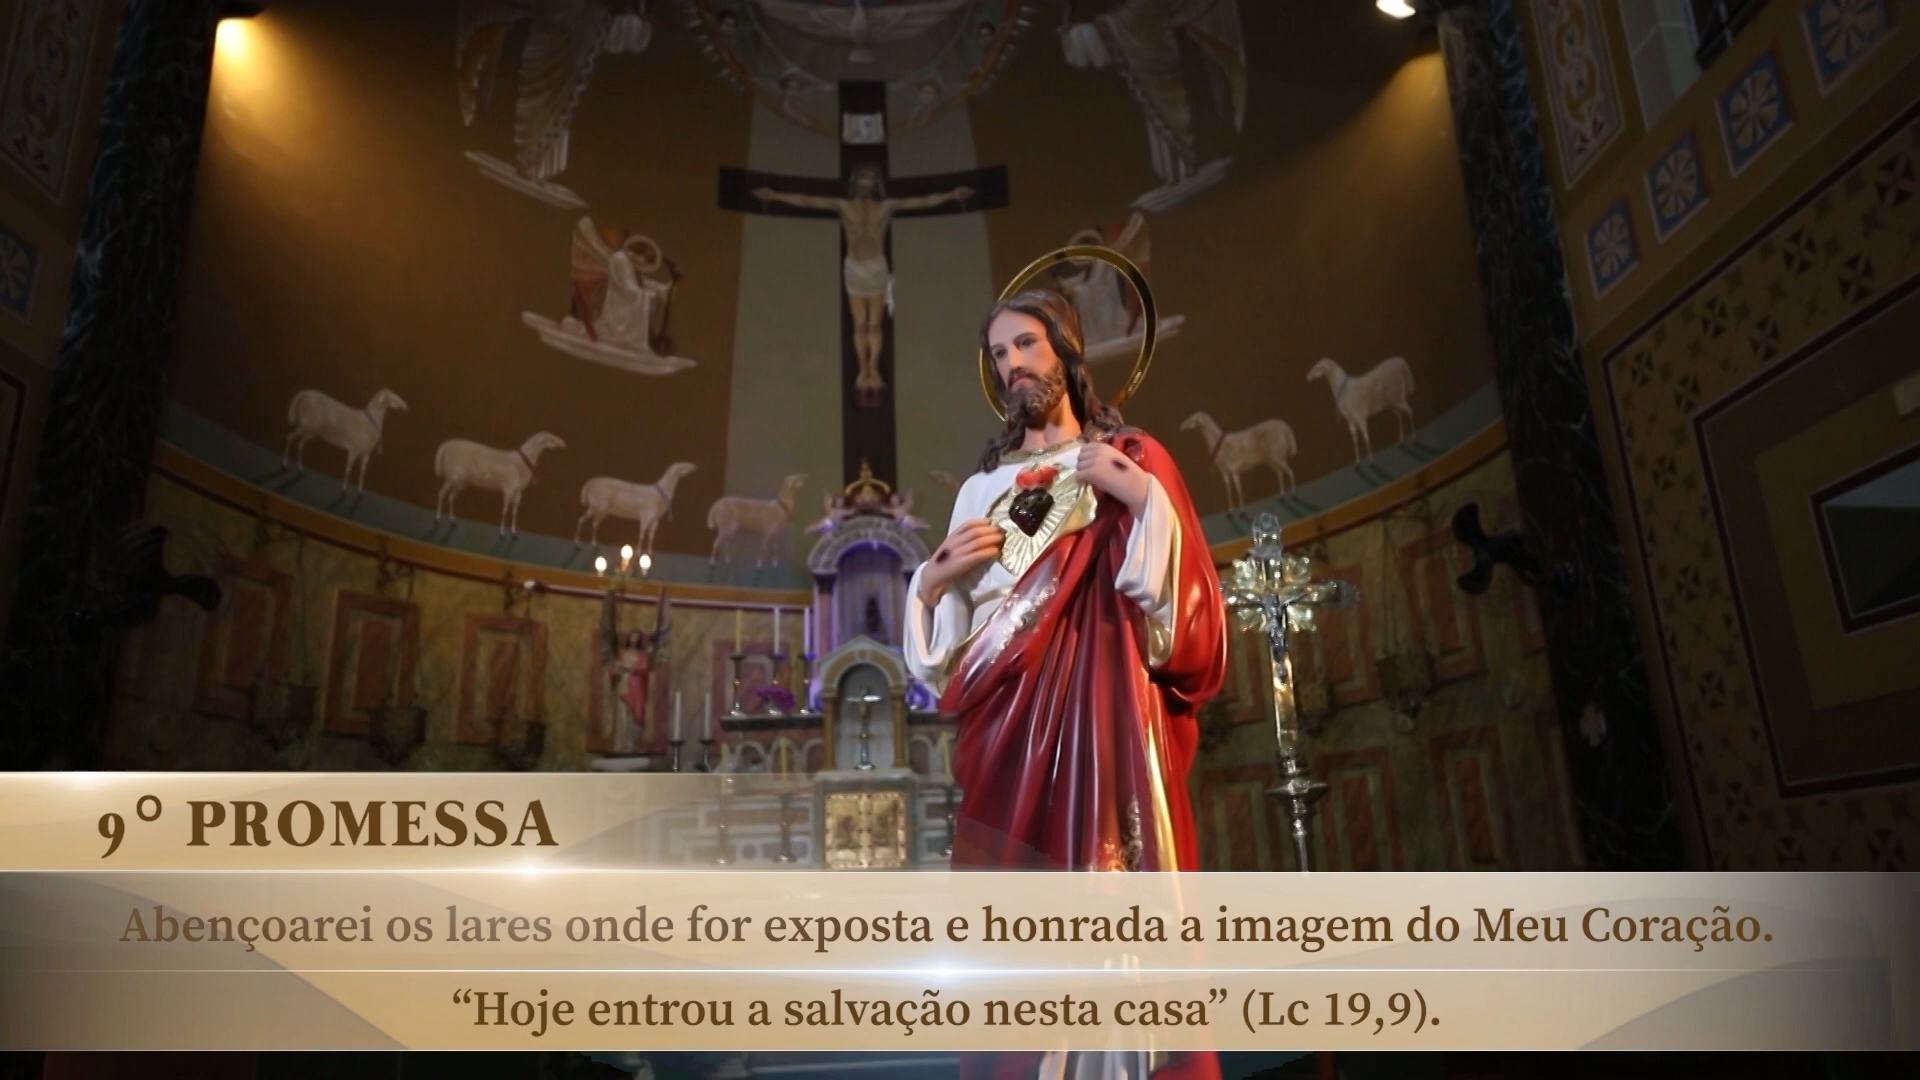 9° PROMESSA
Abençoarei os lares onde for exposta e honrada a imagem do Meu Coração.
“Hoje entrou a salvação nesta casa” (Lc 19,9).